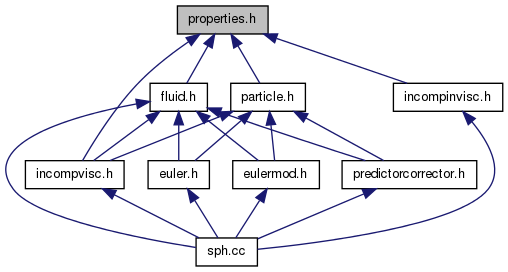 properties.h
fluid.h
particle.h
incompinvisc.h
incompvisc.h
euler.h
eulermod.h
predictorcorrector.h
sph.cc